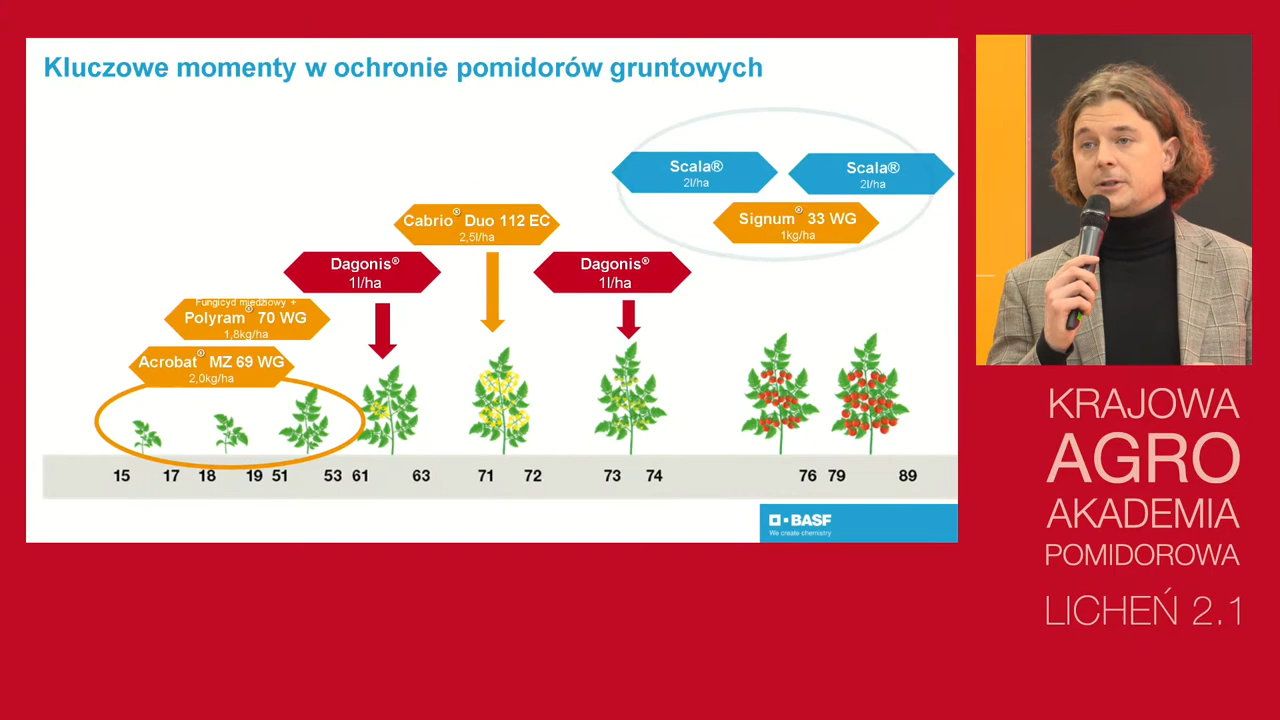 Kluczowe momenty w ochronie pomidorów gruntowych
Scala®
2l/ha
Scala®
2l/ha
Signum® 33 WG
1kg/ha
Cabrio® Duo 112 EC
2,5l/ha
Dagonis®
1l/ha
Dagonis®
1l/ha
Fungicyd miedziowy +
Polyram® 70 WG
1,8kg/ha
Acrobat® MZ 69 WG
2,0kg/ha
15 17 18 19 51 53 61 63 71 72 73 74 76 79 89
BASF
We create chemistry
KRAJOWA
AGRO
AKADEMIA
POMIDOROWA
LICHEŃ 2.1